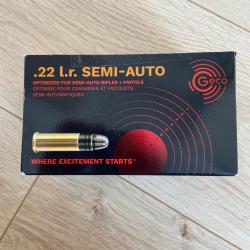 .22 l.r. SEMI-AUTO
OPTIMIZED FOR SEMI-AUTO RIFLES + PISTOLS
OPTIMISÉ POUR CARABINES ET PISTOLETS
SEMI-AUTOMATIQUES
Geco
WHERE EXCITEMENT STARTS